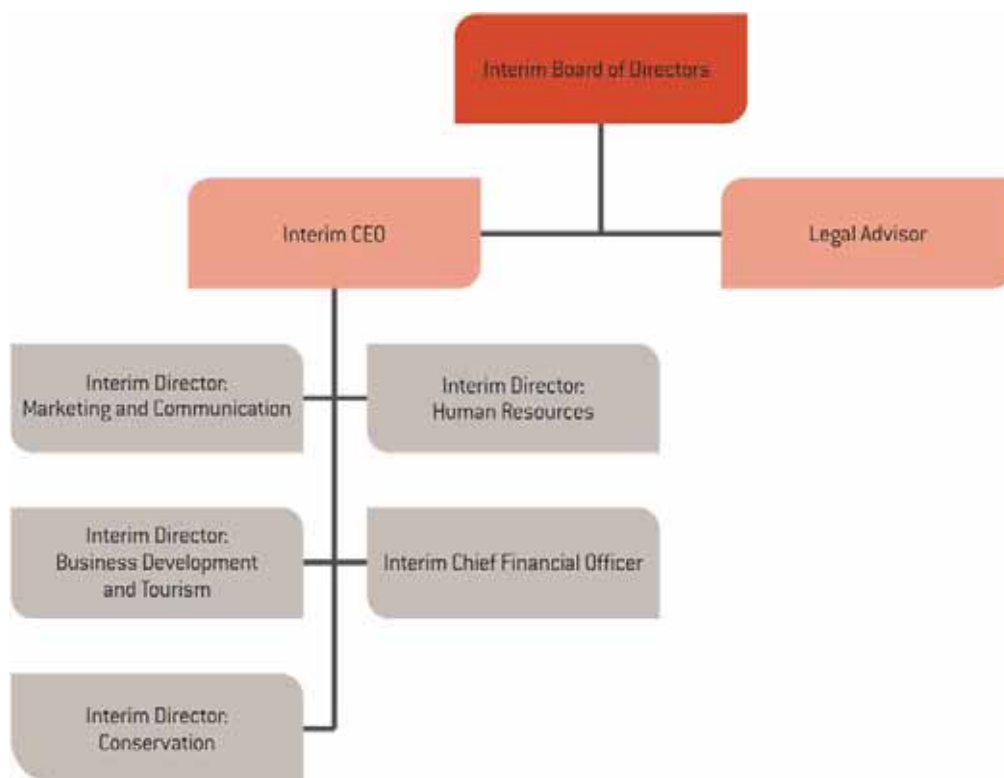 Interim Board of Directors
Interim CEO
Legal Advisor
Interim Director:
Marketing and Communication
Interim Director:
Human Resources
Interim Director:
Business Development
and Tourism
Interim Chief Financial Officer
Interim Director:
Conservation